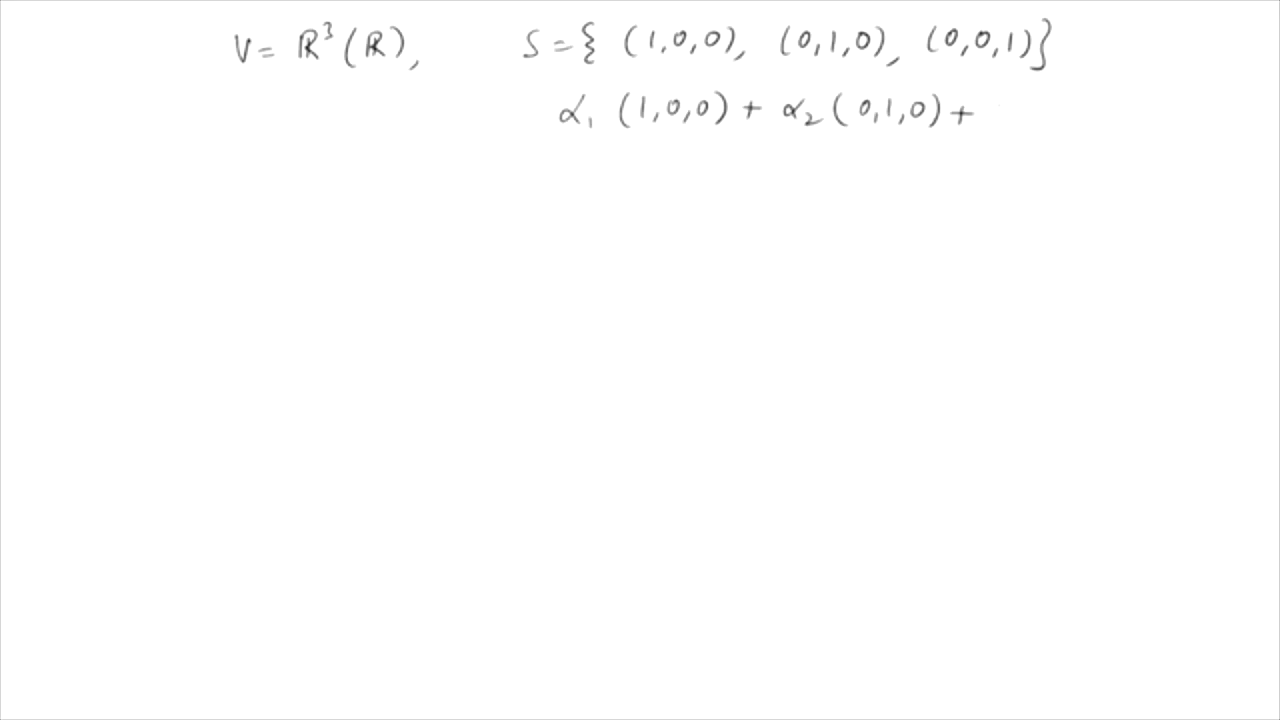 V = ℝ³(ℝ), S = { (1,0,0), (0,1,0), (0,0,1)}
α₁ (1,0,0) + α₂ (0,1,0) +